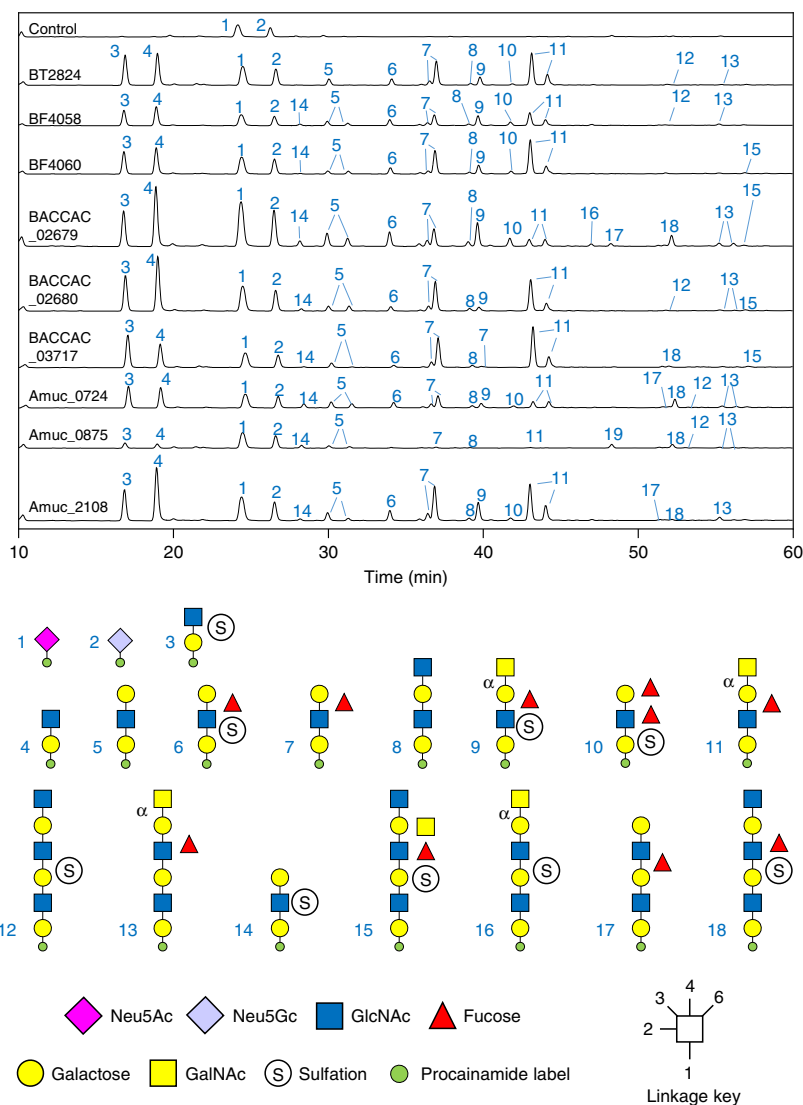 Control 1 2
3 4 1 2 5 6 7 8 9 10 11 12 13
BT2824
3 4 1 2 14 5 6 7 8 9 10 11 12 13
BF4058
3 4 1 2 14 5 6 7 8 9 10 11 15
BF4060
3 4 1 2 14 5 6 7 8 9 10 11 16 17 18 13 15
BACCAC
_02679
3 4 1 2 14 5 6 7 8 9 11 12 13 15
BACCAC
_02680
3 4 1 2 14 5 6 7 8 7 11 18 15
BACCAC
_03717
3 4 1 2 14 5 6 7 8 9 10 11 17 18 12 13
Amuc_0724
3 4 1 2 14 5 7 8 11 19 18 12 13
Amuc_0875
3 4 1 2 14 5 6 7 8 9 10 11 17 18 13
Amuc_2108
10 20 30 40 50 60
Time (min)
1 2 3 S
4 5 6 S 7 8 α 9 S 10 S α 11
12 S α 13 14 S 15 S α 16 S 17 18 S
Neu5Ac Neu5Gc GlcNAc Fucose
Galactose GalNAc S Sulfation Procainamide label
3 4 6
2
1
Linkage key